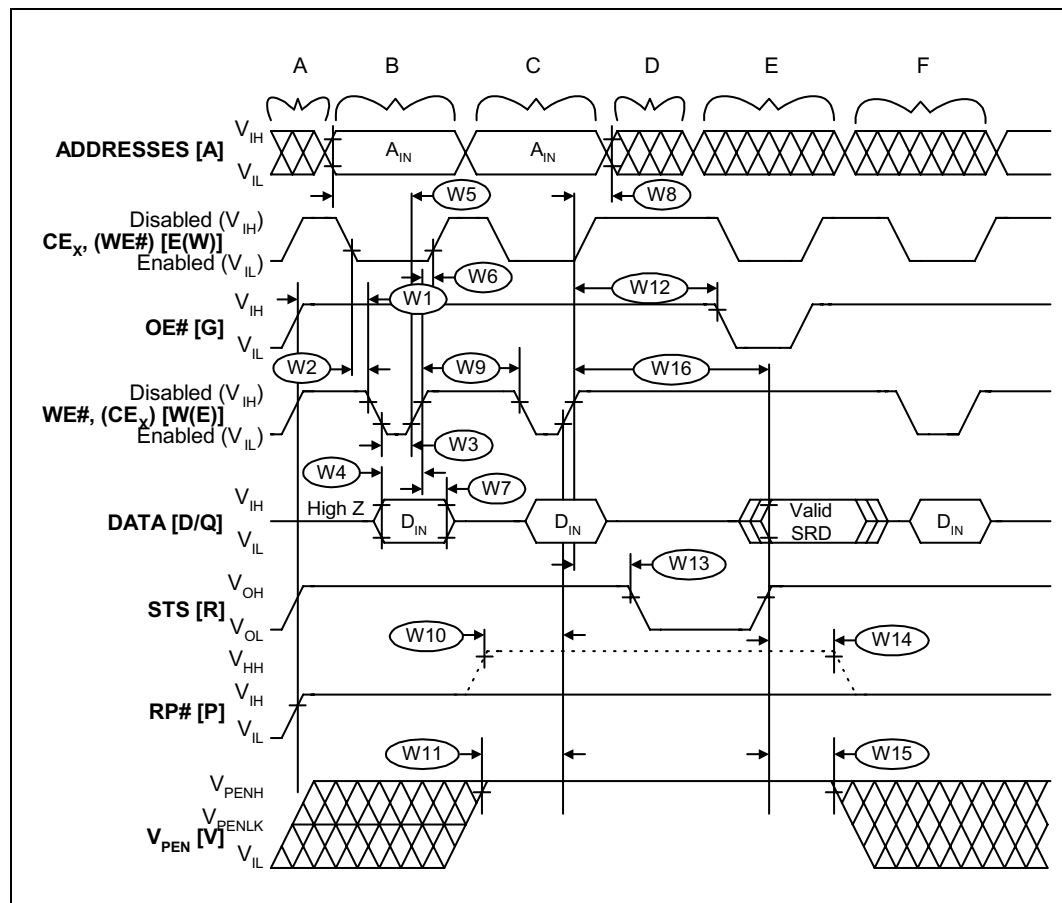 A B C D E F
V_IH
ADDRESSES [A] A_IN A_IN
V_IL
W5 W8
Disabled (V_IH)
CE_X, (WE#) [E(W)]
Enabled (V_IL)
W6
V_IH W1 W12
OE# [G]
V_IL
W2 W9 W16
Disabled (V_IH)
WE#, (CE_X) [W(E)]
Enabled (V_IL)
W3
W4 W7
V_IH High Z Valid
DATA [D/Q] D_IN D_IN SRD D_IN
V_IL
W13
V_OH
STS [R]
V_OL
W10 W14
V_HH
V_IH
RP# [P]
V_IL
W11 W15
V_PENH
V_PENLK
V_PEN [V]
V_IL